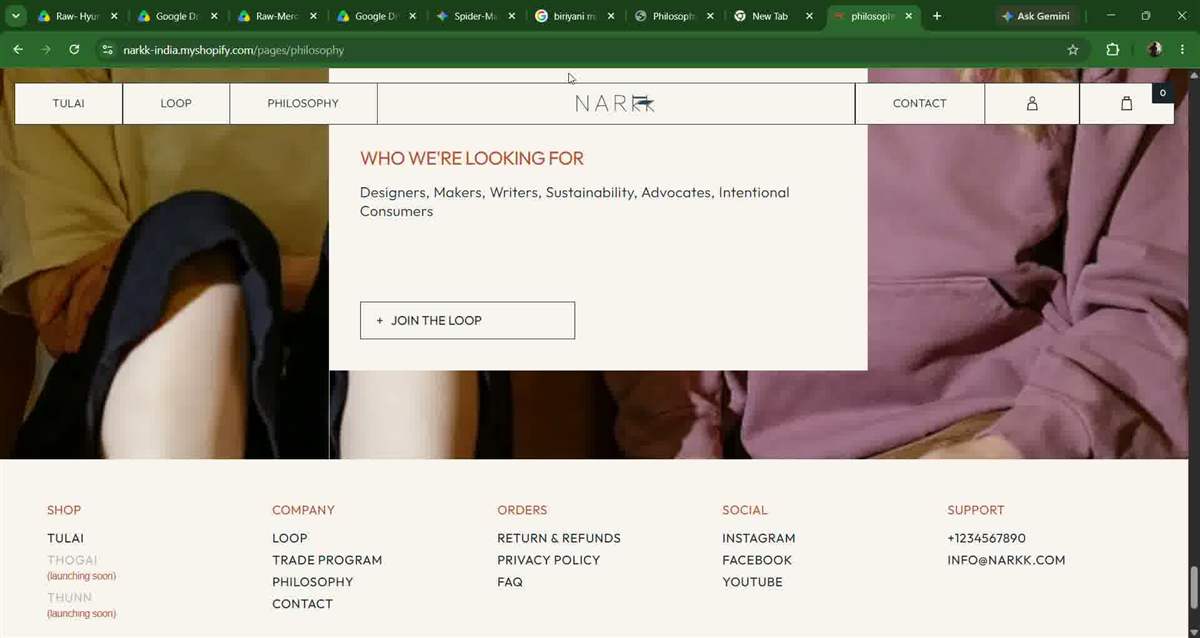 Raw- Hyu
Google Dr
Raw-Merc
Google Dr
Spider-Ma
biriyani m
Philosoph
New Tab
philosoph
Ask Gemini
narkk-india.myshopify.com/pages/philosophy
TULAI
LOOP
PHILOSOPHY
NARKK
CONTACT
0
WHO WE'RE LOOKING FOR
Designers, Makers, Writers, Sustainability, Advocates, Intentional
Consumers
+ JOIN THE LOOP
SHOP
TULAI
THOGAI
(launching soon)
THUNN
(launching soon)
COMPANY
LOOP
TRADE PROGRAM
PHILOSOPHY
CONTACT
ORDERS
RETURN & REFUNDS
PRIVACY POLICY
FAQ
SOCIAL
INSTAGRAM
FACEBOOK
YOUTUBE
SUPPORT
+1234567890
INFO@NARKK.COM